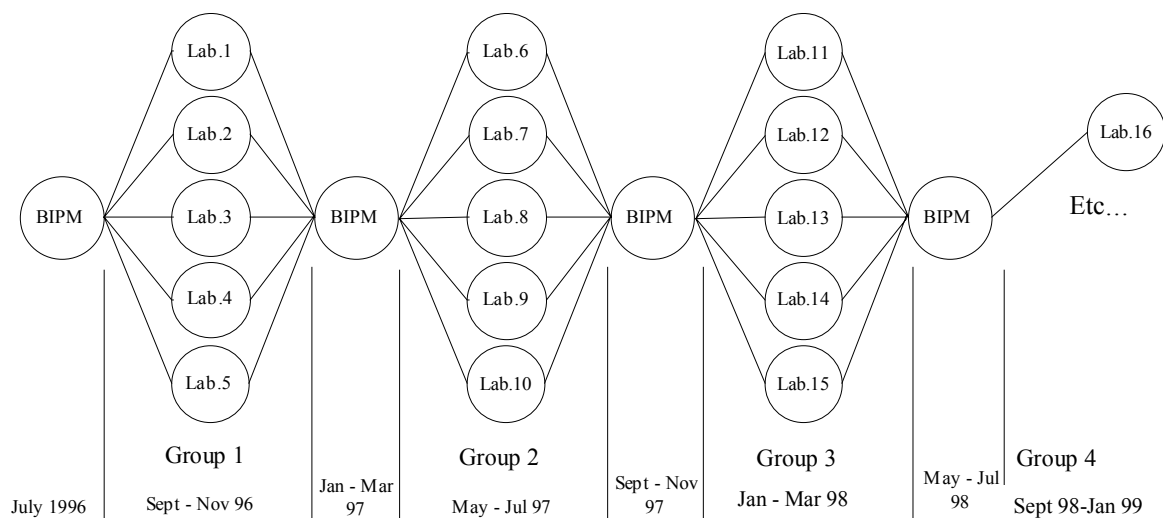 Lab.1
Lab.2
Lab.3
Lab.4
Lab.5
Lab.6
Lab.7
Lab.8
Lab.9
Lab.10
Lab.11
Lab.12
Lab.13
Lab.14
Lab.15
Lab.16
Etc…
BIPM
BIPM
BIPM
BIPM
Group 1
Group 2
Group 3
Group 4
July 1996
Sept - Nov 96
Jan - Mar
97
May - Jul 97
Sept - Nov
97
Jan - Mar 98
May - Jul
98
Sept 98-Jan 99